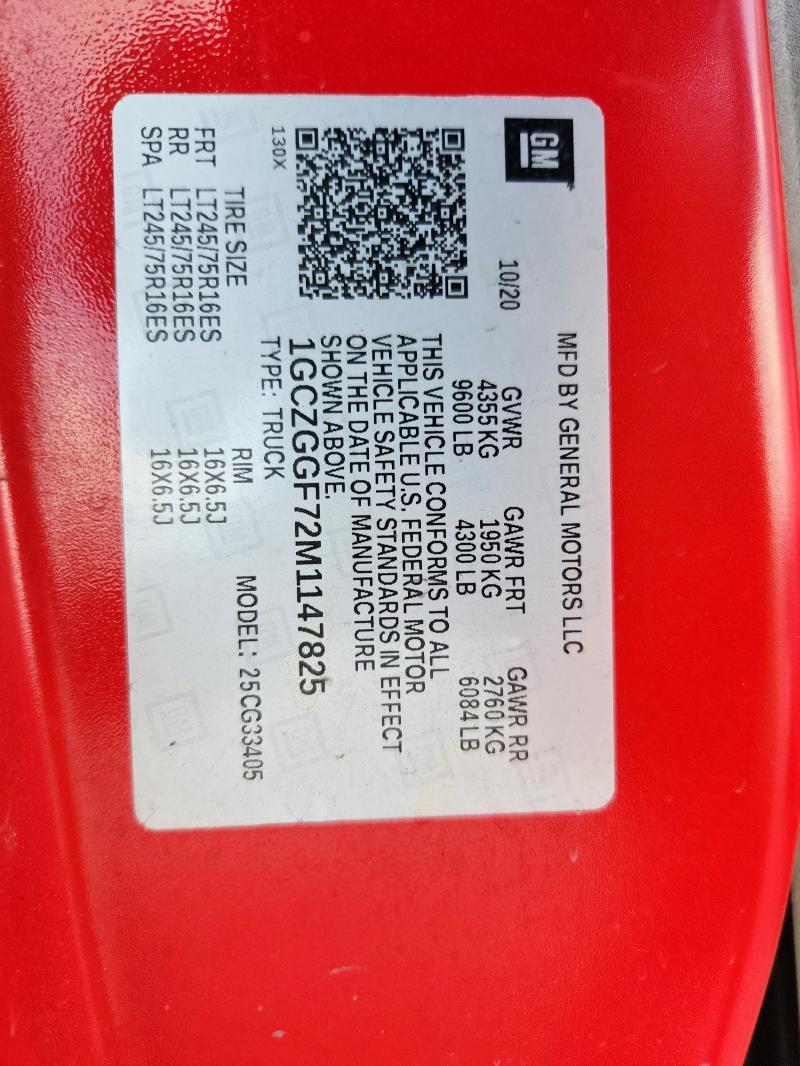 GM
MFD BY GENERAL MOTORS LLC
10/20
GVWR GAWR FRT GAWR RR
4355 KG 1950 KG 2760 KG
9600 LB 4300 LB 6084 LB
THIS VEHICLE CONFORMS TO ALL
APPLICABLE U.S. FEDERAL MOTOR
VEHICLE SAFETY STANDARDS IN EFFECT
ON THE DATE OF MANUFACTURE
SHOWN ABOVE.
1GCZGGF72M1147825
TYPE: TRUCK
130X
MODEL: 25CG33405
TIRE SIZE RIM
FRT LT245/75R16ES 16X6.5J
RR LT245/75R16ES 16X6.5J
SPA LT245/75R16ES 16X6.5J